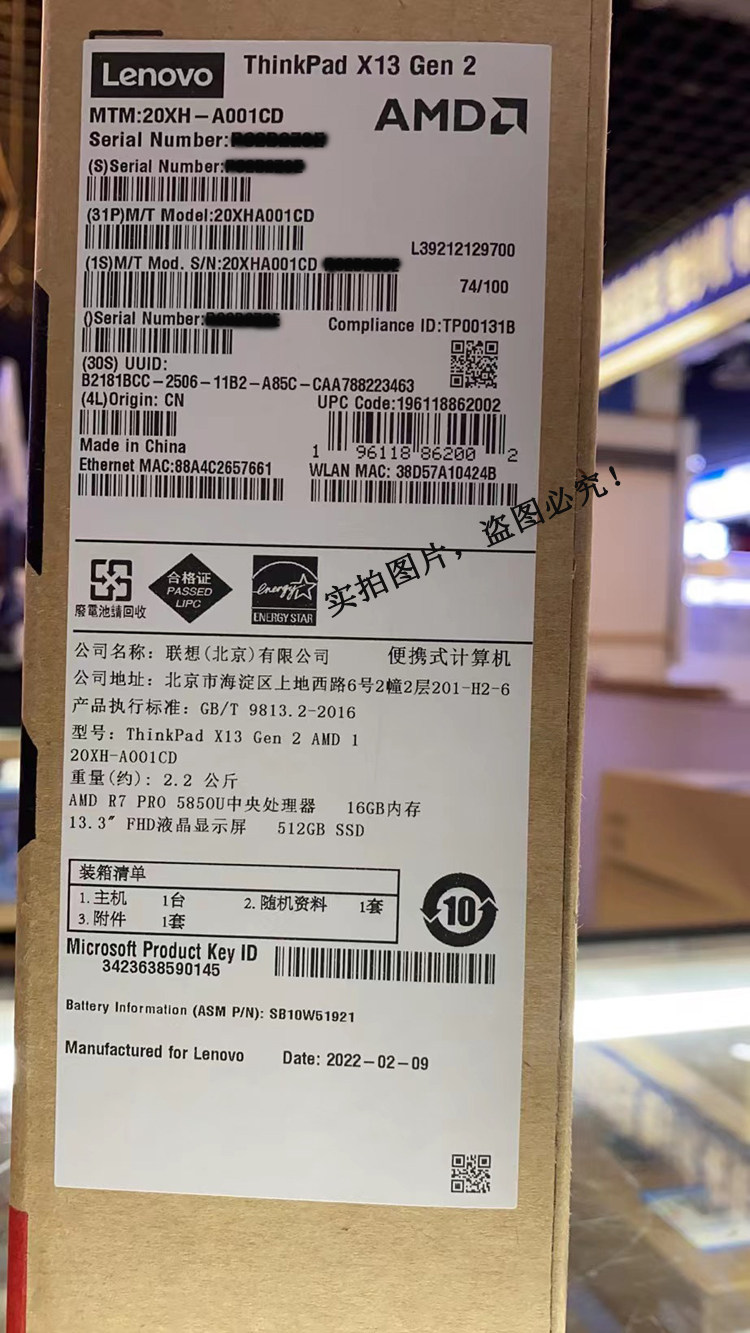 Lenovo ThinkPad X13 Gen 2
AMD
MTM:20XH-A001CD
Serial Number:
(S)Serial Number:
(31P)M/T Model:20XHA001CD
L39212129700
(1S)M/T Mod. S/N:20XHA001CD
74/100
()Serial Number:
Compliance ID:TP00131B
(30S) UUID:
B2181BCC-2506-11B2-A85C-CAA788223463
(4L)Origin: CN
UPC Code:196118862002
1 96118 86200 2
Made in China
Ethernet MAC:88A4C2657661
WLAN MAC: 38D57A10424B
实拍图片，盗图必究！
廢電池請回收
合格证
PASSED
LIPC
energy
ENERGY STAR
公司名称：联想(北京)有限公司 便携式计算机
公司地址：北京市海淀区上地西路6号2幢2层201-H2-6
产品执行标准：GB/T 9813.2-2016
型号：ThinkPad X13 Gen 2 AMD 1
20XH-A001CD
重量(约)：2.2 公斤
AMD R7 PRO 5850U中央处理器 16GB内存
13.3″ FHD液晶显示屏 512GB SSD
装箱清单
1.主机 1台 2.随机资料 1套
3.附件 1套
10
Microsoft Product Key ID
3423638590145
Battery Information (ASM P/N): SB10W51921
Manufactured for Lenovo Date: 2022-02-09